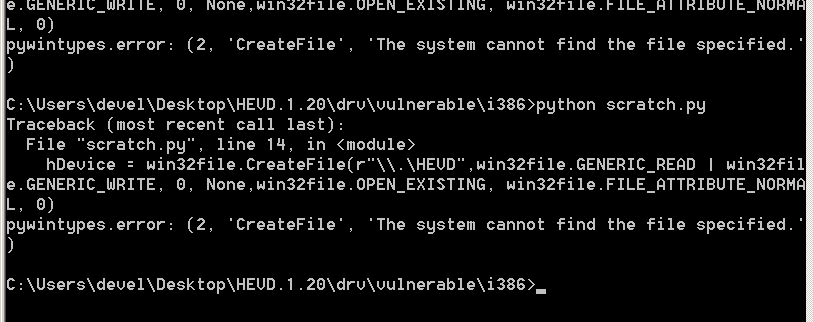 e.GENERIC_WRITE, 0, None,win32file.OPEN_EXISTING, win32file.FILE_ATTRIBUTE_NORMA
L, 0)
pywintypes.error: (2, 'CreateFile', 'The system cannot find the file specified.'
)
C:\Users\devel\Desktop\HEVD.1.20\drv\vulnerable\i386>python scratch.py
Traceback (most recent call last):
  File "scratch.py", line 14, in <module>
    hDevice = win32file.CreateFile(r"\\.\HEVD",win32file.GENERIC_READ | win32fil
e.GENERIC_WRITE, 0, None,win32file.OPEN_EXISTING, win32file.FILE_ATTRIBUTE_NORMA
L, 0)
pywintypes.error: (2, 'CreateFile', 'The system cannot find the file specified.'
)
C:\Users\devel\Desktop\HEVD.1.20\drv\vulnerable\i386>_